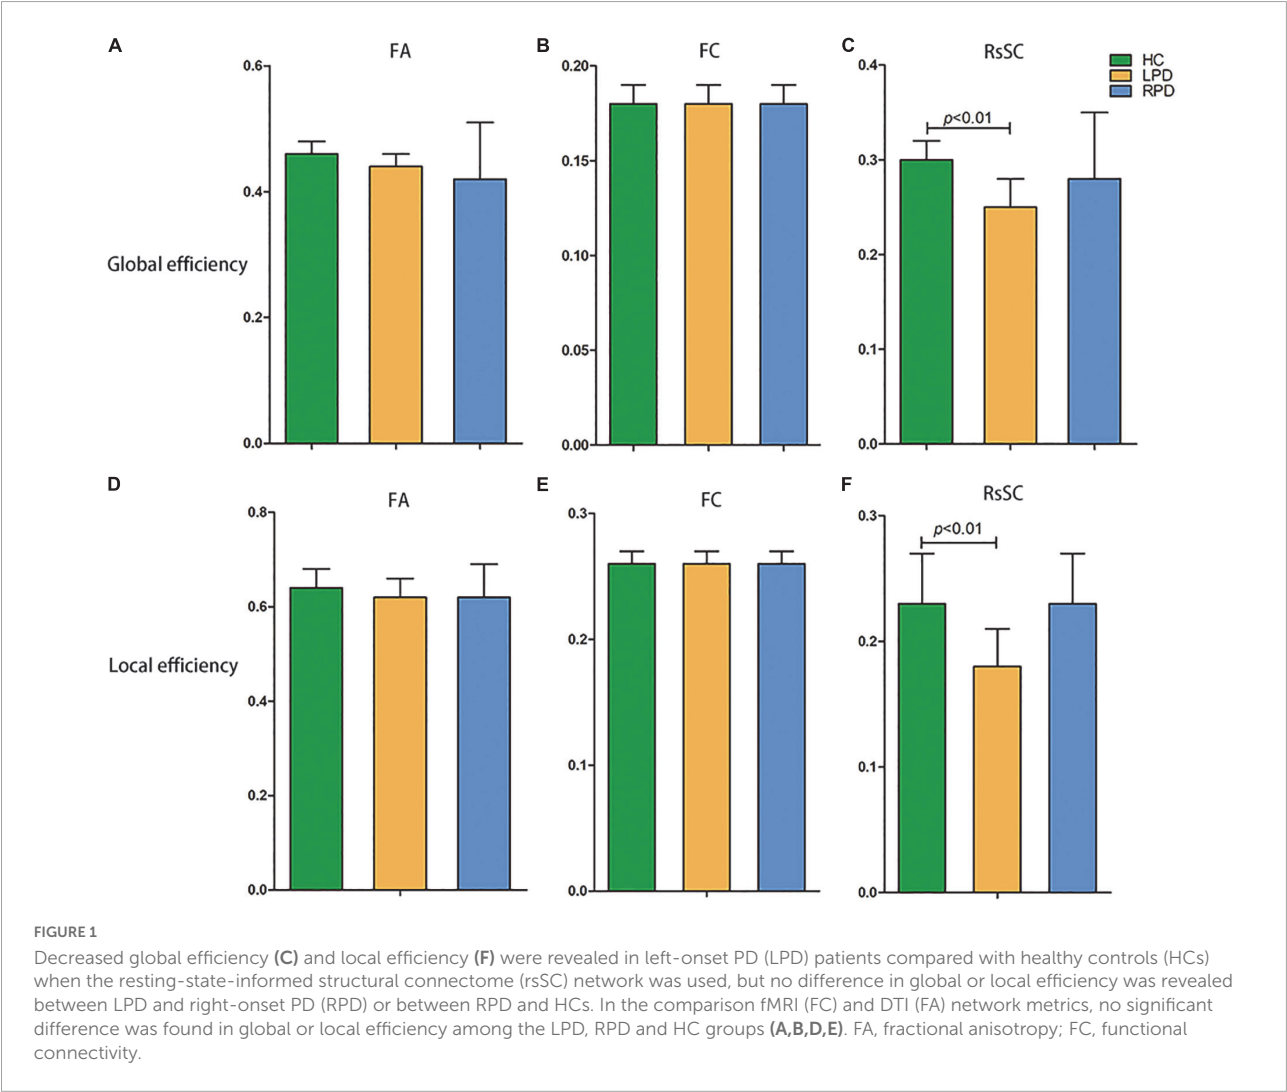 A
FA
B
FC
C
RsSC
HC
LPD
RPD
0.6
0.4
0.2
0.0
Global efficiency
0.20
0.15
0.10
0.05
0.00
0.4
0.3
0.2
0.1
0.0
p<0.01
D
FA
E
FC
F
RsSC
0.8
0.6
0.4
0.2
0.0
Local efficiency
0.3
0.2
0.1
0.0
0.3
0.2
0.1
0.0
p<0.01
FIGURE 1
Decreased global efficiency (C) and local efficiency (F) were revealed in left-onset PD (LPD) patients compared with healthy controls (HCs)
when the resting-state-informed structural connectome (rsSC) network was used, but no difference in global or local efficiency was revealed
between LPD and right-onset PD (RPD) or between RPD and HCs. In the comparison fMRI (FC) and DTI (FA) network metrics, no significant
difference was found in global or local efficiency among the LPD, RPD and HC groups (A,B,D,E). FA, fractional anisotropy; FC, functional
connectivity.